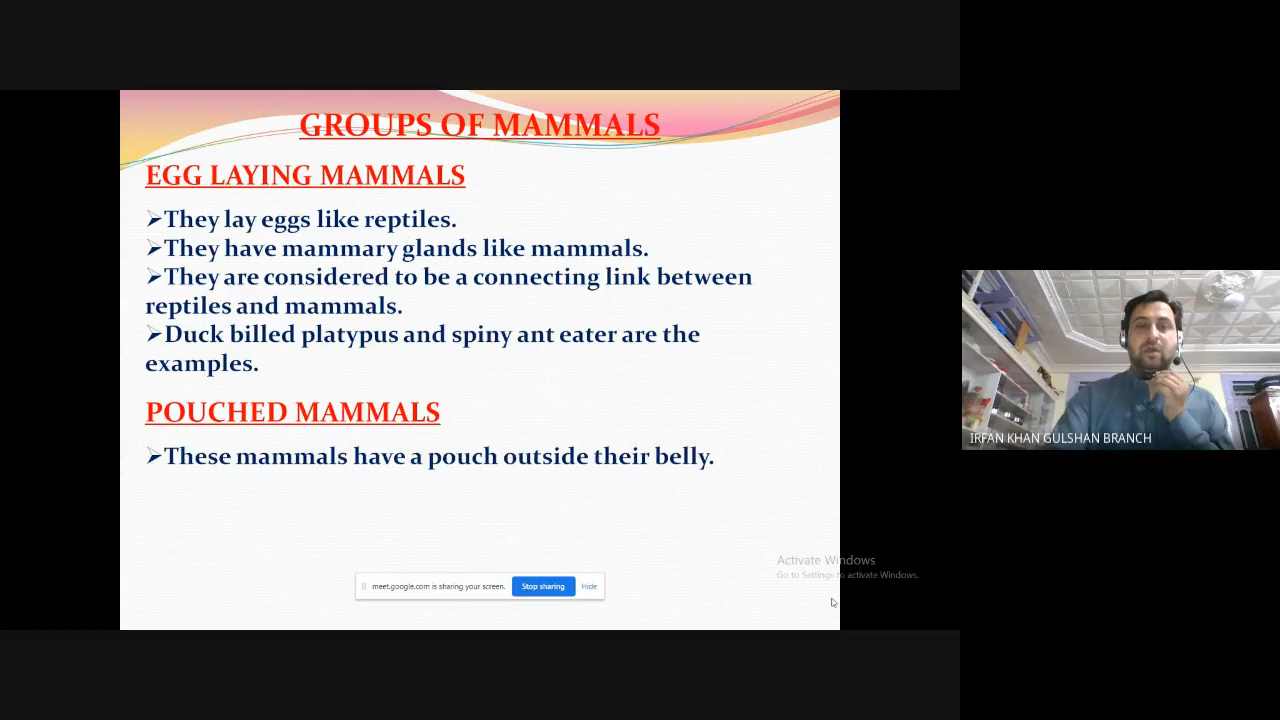 GROUPS OF MAMMALS
EGG LAYING MAMMALS
➢They lay eggs like reptiles.
➢They have mammary glands like mammals.
➢They are considered to be a connecting link between
reptiles and mammals.
➢Duck billed platypus and spiny ant eater are the
examples.
POUCHED MAMMALS
➢These mammals have a pouch outside their belly.
IRFAN KHAN GULSHAN BRANCH
Activate Windows
Go to Settings to activate Windows.
meet.google.com is sharing your screen. Stop sharing Hide